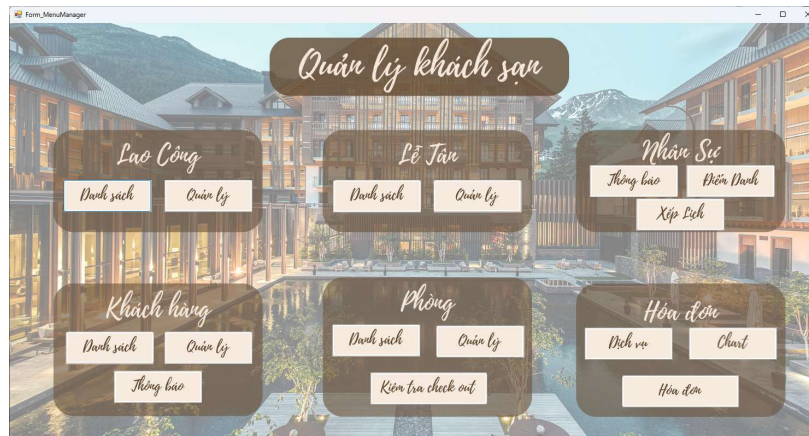 Form_MenuManager
Quản lý khách sạn
Lao Công
Danh sách
Quản lý
Lễ Tân
Danh sách
Quản lý
Nhân Sự
Thông báo
Điểm Danh
Xếp Lịch
Khách hàng
Danh sách
Quản lý
Thông báo
Phòng
Danh sách
Quản lý
Kiểm tra check out
Hóa đơn
Dịch vụ
Chart
Hóa đơn